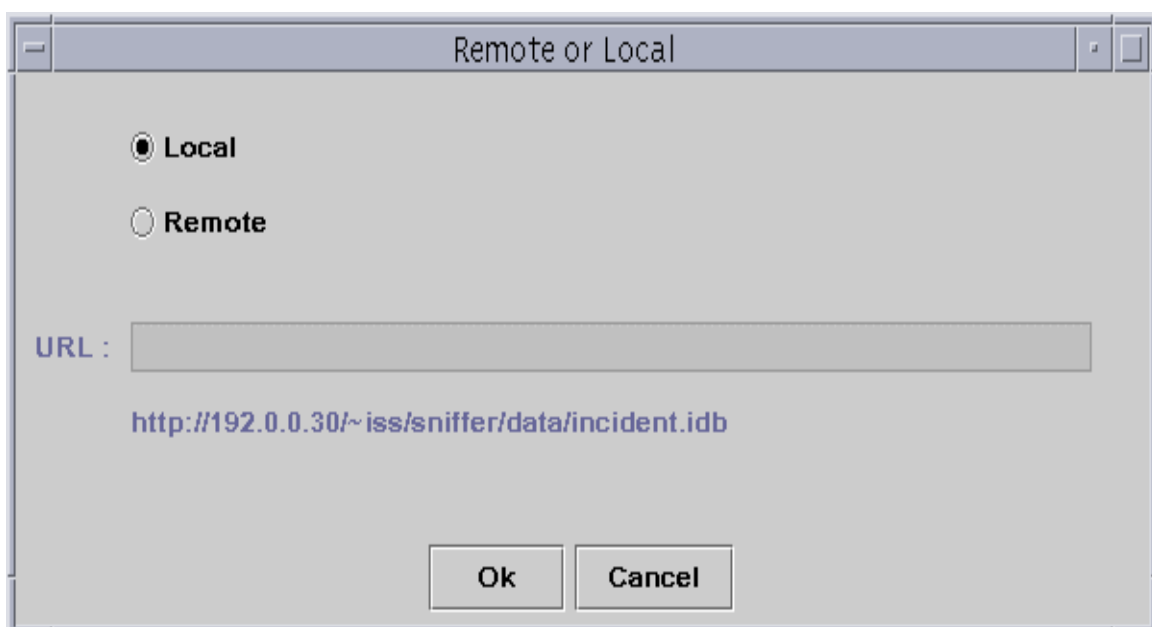 Remote or Local
Local
Remote
URL :
http://192.0.0.30/~iss/sniffer/data/incident.idb
Ok Cancel